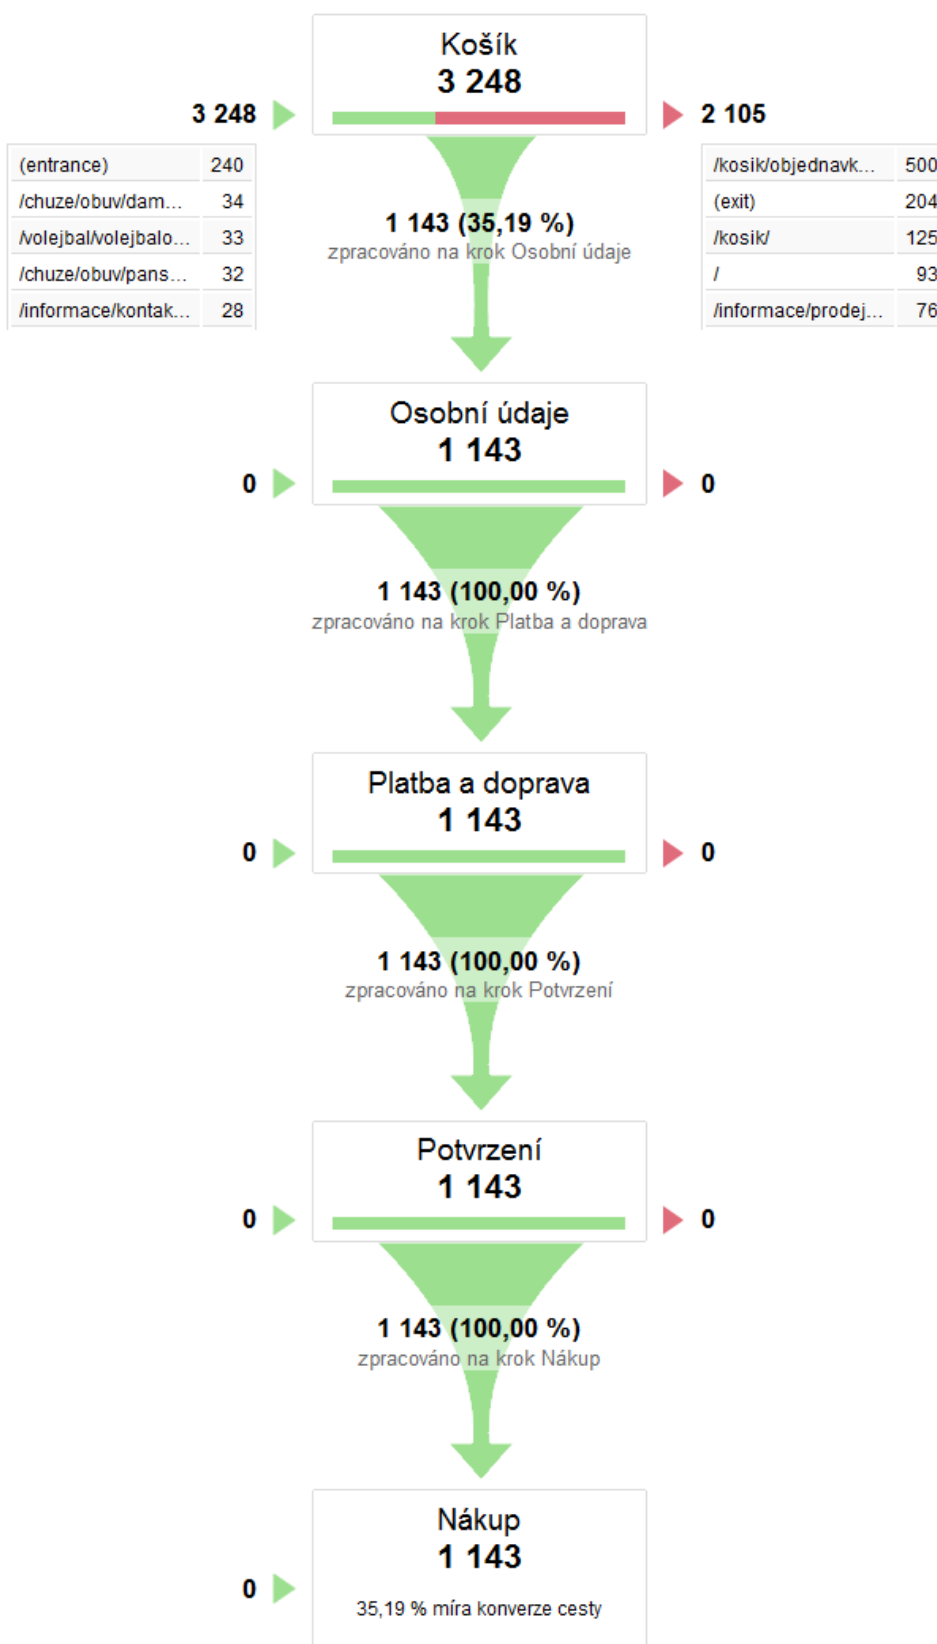 Košík
3 248
3 248
2 105
(entrance) 240
/chuze/obuv/dam... 34
/volejbal/volejbalo... 33
/chuze/obuv/pans... 32
/informace/kontak... 28
/kosik/objednavk... 500
(exit) 204
/kosik/ 125
/ 93
/informace/prodej... 76
1 143 (35,19 %)
zpracováno na krok Osobní údaje
Osobní údaje
1 143
0
0
1 143 (100,00 %)
zpracováno na krok Platba a doprava
Platba a doprava
1 143
0
0
1 143 (100,00 %)
zpracováno na krok Potvrzení
Potvrzení
1 143
0
0
1 143 (100,00 %)
zpracováno na krok Nákup
Nákup
1 143
0
35,19 % míra konverze cesty